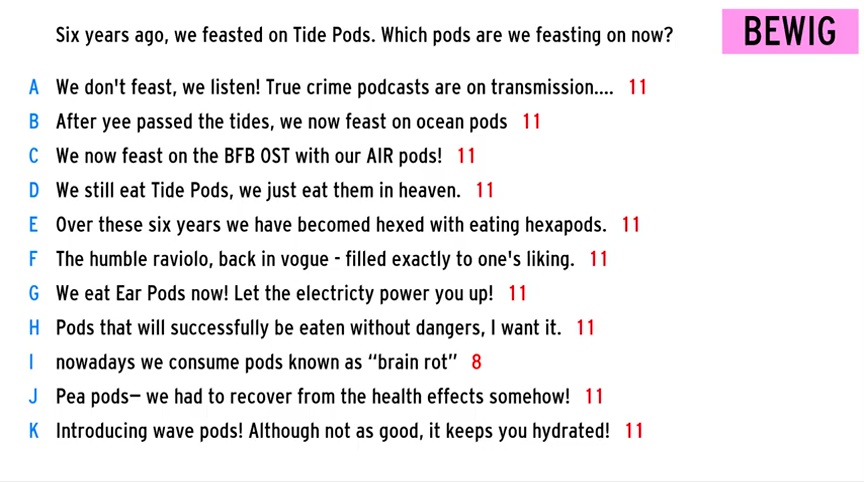 Six years ago, we feasted on Tide Pods. Which pods are we feasting on now?
BEWIG
A We don't feast, we listen! True crime podcasts are on transmission.... 11
B After yee passed the tides, we now feast on ocean pods 11
C We now feast on the BFB OST with our AIR pods! 11
D We still eat Tide Pods, we just eat them in heaven. 11
E Over these six years we have becomed hexed with eating hexapods. 11
F The humble raviolo, back in vogue - filled exactly to one's liking. 11
G We eat Ear Pods now! Let the electricty power you up! 11
H Pods that will successfully be eaten without dangers, I want it. 11
I nowadays we consume pods known as “brain rot” 8
J Pea pods— we had to recover from the health effects somehow! 11
K Introducing wave pods! Although not as good, it keeps you hydrated! 11